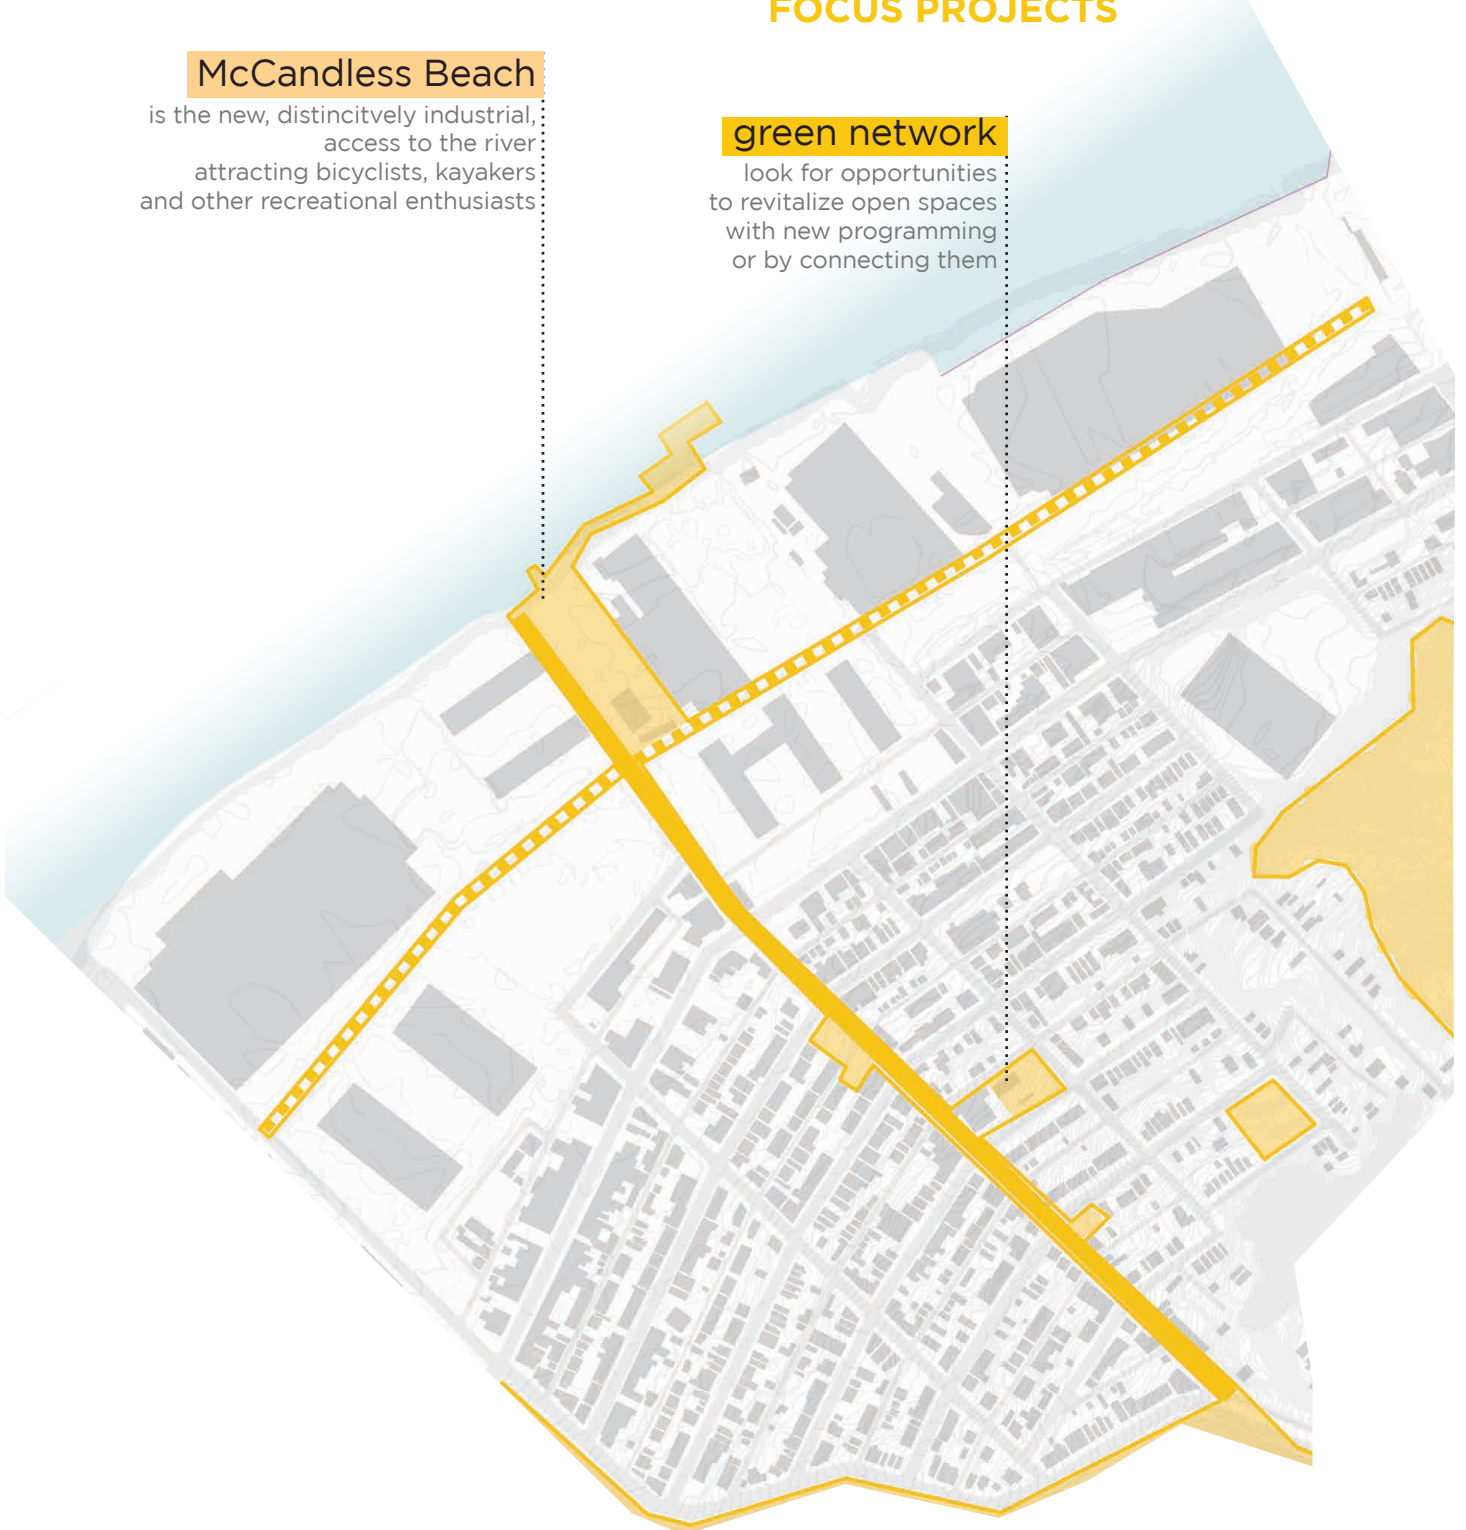 FOCUS PROJECTS
McCandless Beach
is the new, distincitvely industrial,
access to the river
attracting bicyclists, kayakers
and other recreational enthusiasts
green network
look for opportunities
to revitalize open spaces
with new programming
or by connecting them